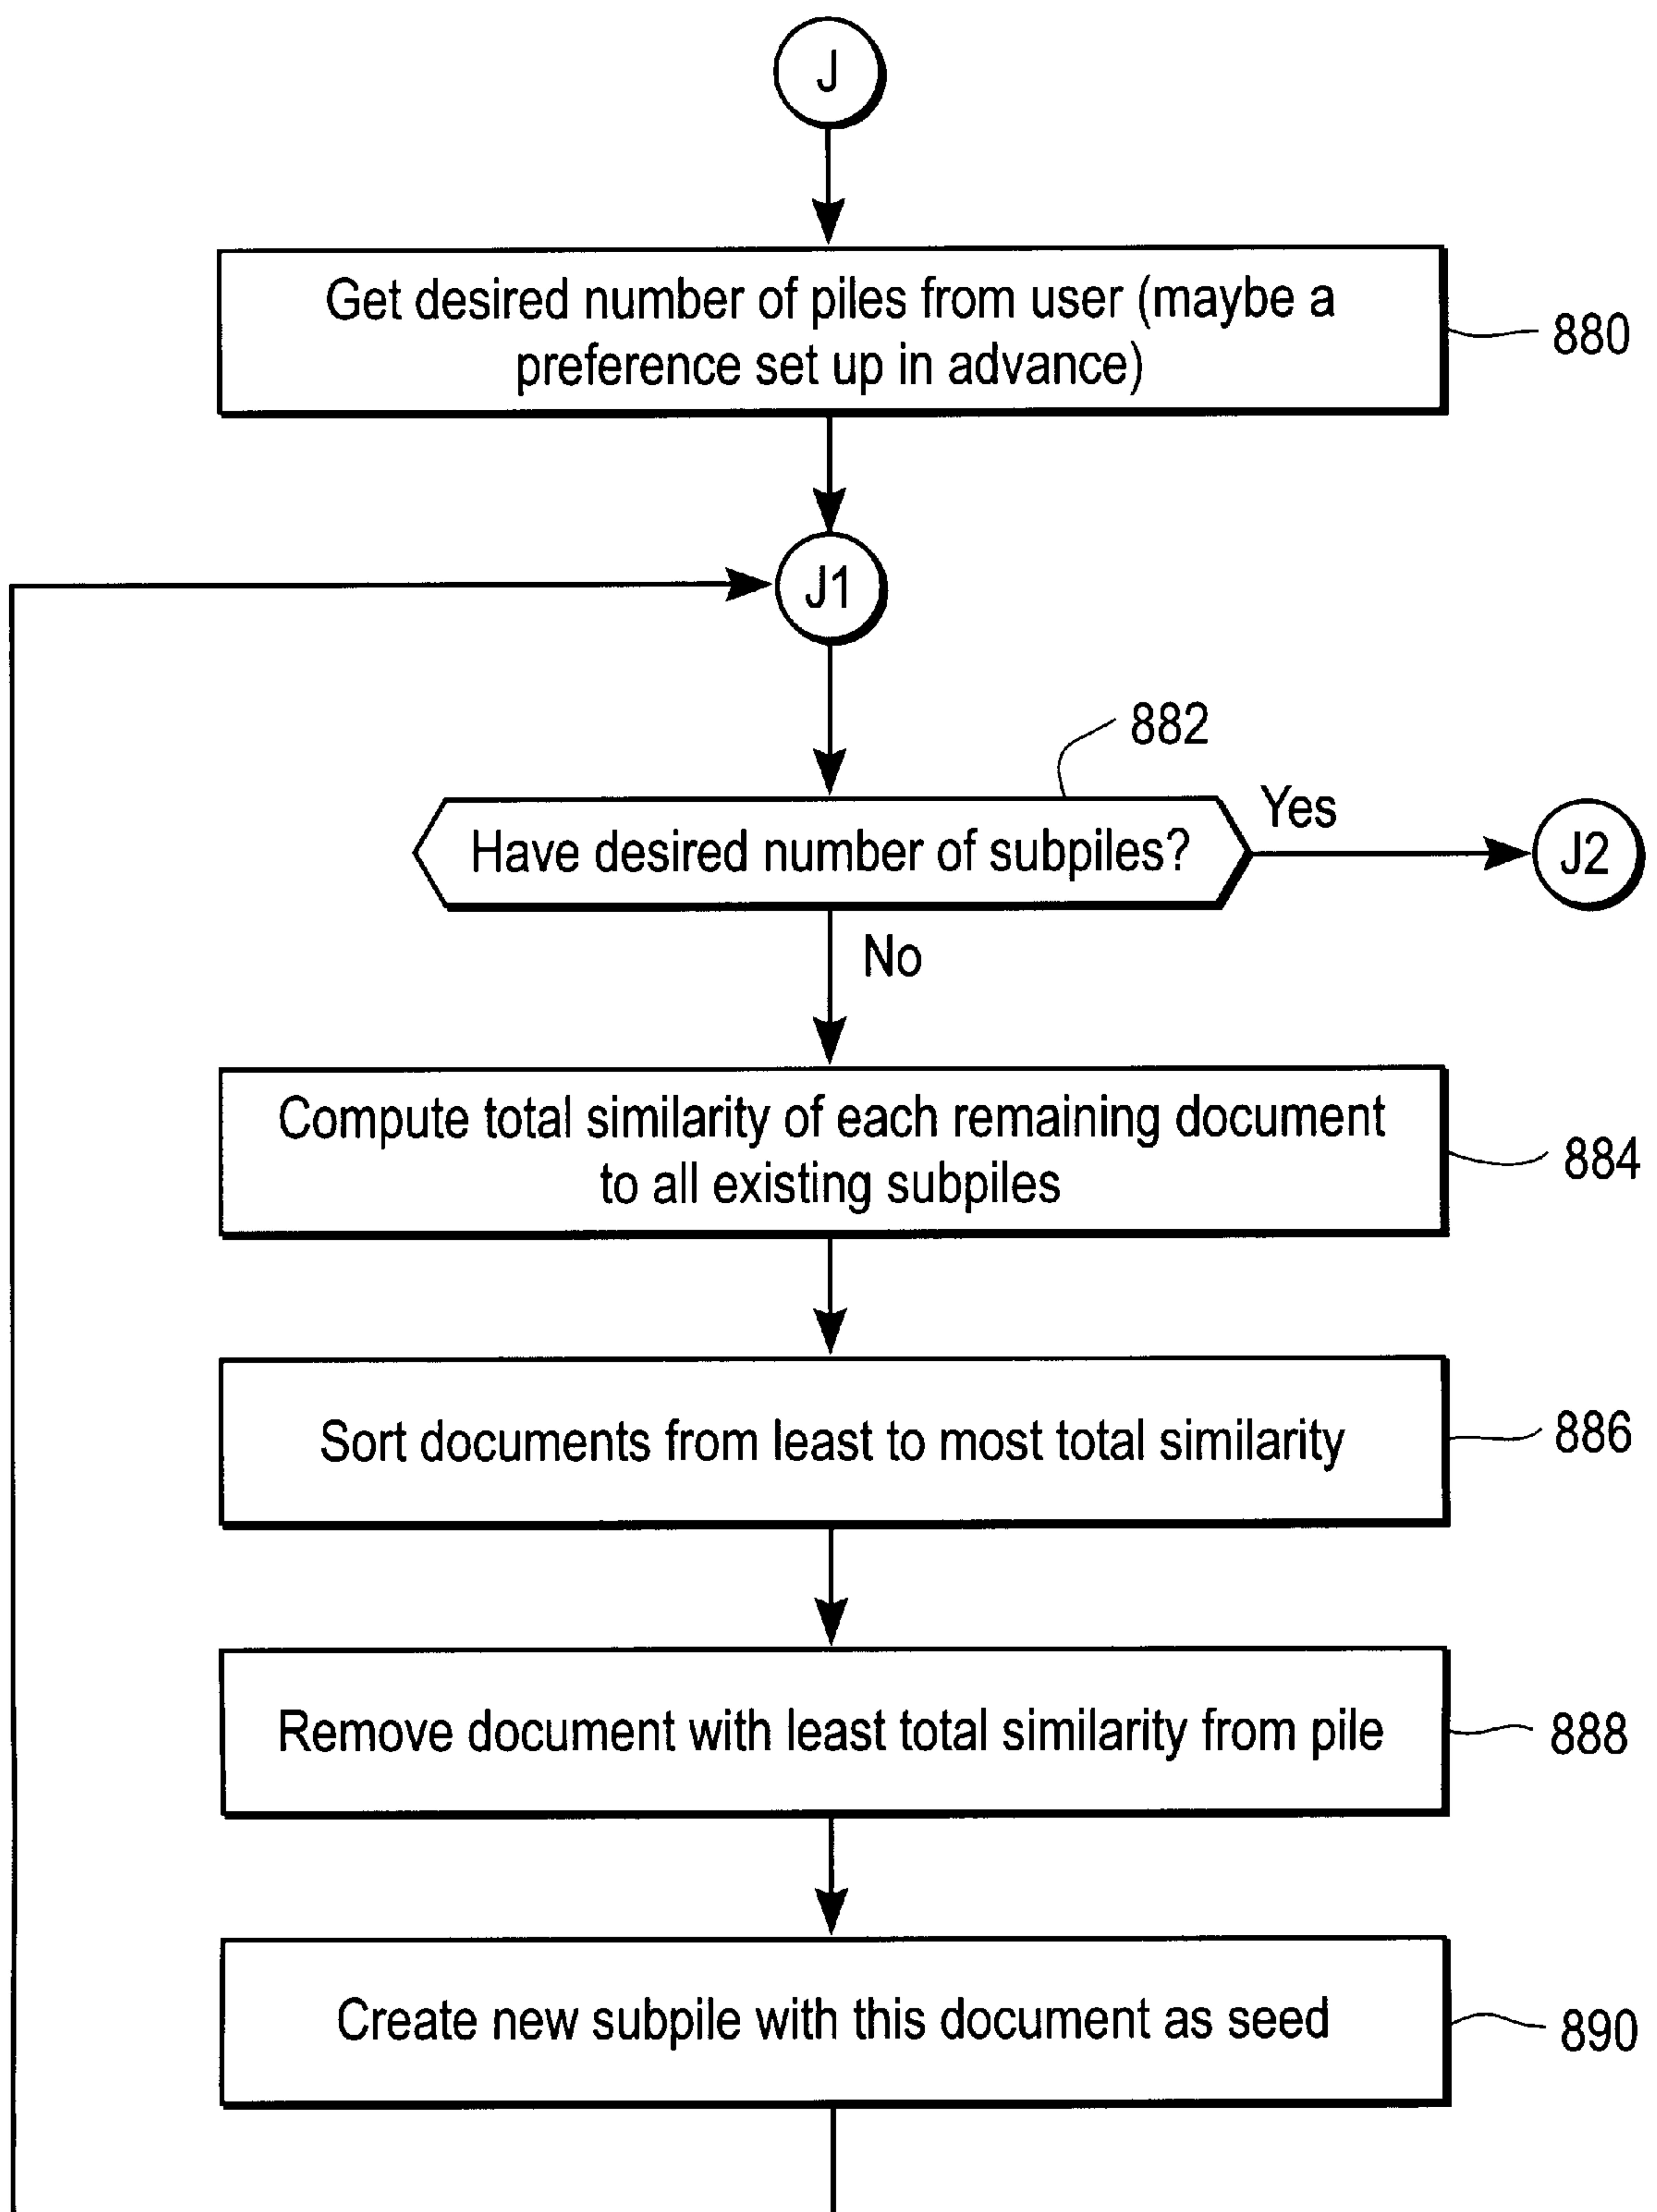 J
Get desired number of piles from user (maybe a
preference set up in advance)
880
J1
882
Have desired number of subpiles?
Yes
J2
No
Compute total similarity of each remaining document
to all existing subpiles
884
Sort documents from least to most total similarity
886
Remove document with least total similarity from pile
888
Create new subpile with this document as seed
890